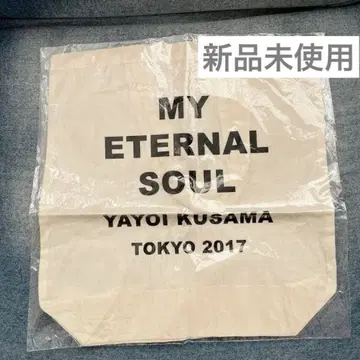 新品未使用
MY
ETERNAL
SOUL
YAYOI KUSAMA
TOKYO 2017